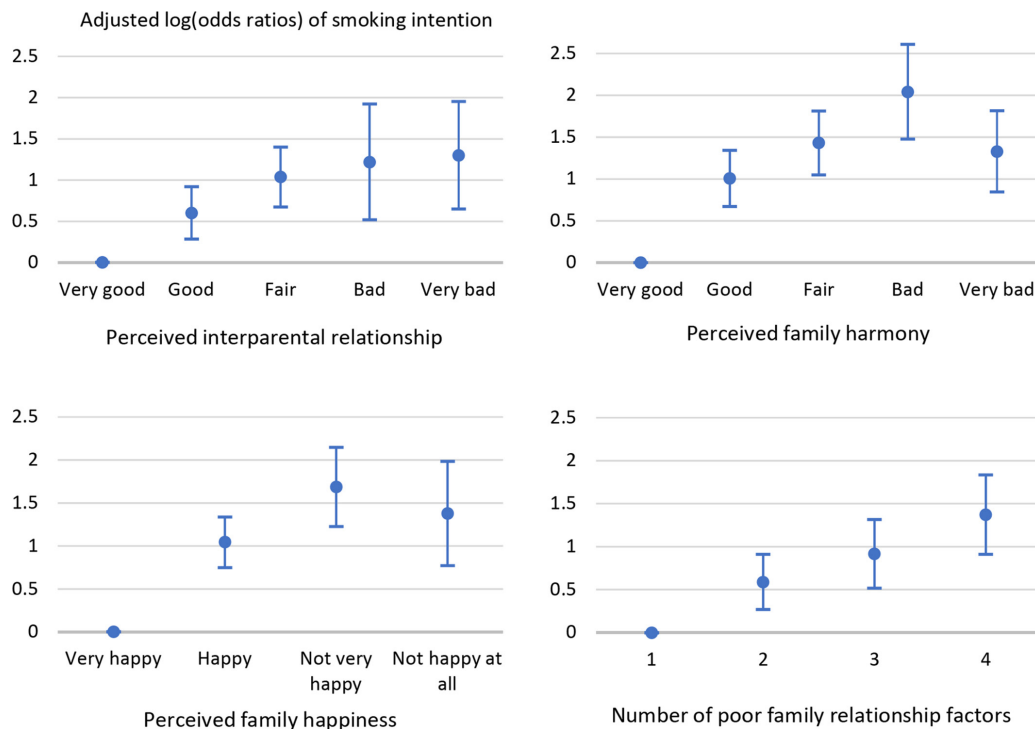 Adjusted log(odds ratios) of smoking intention
2.5
2
1.5
1
0.5
0
Very good Good Fair Bad Very bad
Perceived interparental relationship
2.5
2
1.5
1
0.5
0
Very good Good Fair Bad Very bad
Perceived family harmony
2.5
2
1.5
1
0.5
0
Very happy Happy Not very Not happy at
happy all
Perceived family happiness
2.5
2
1.5
1
0.5
0
1 2 3 4
Number of poor family relationship factors